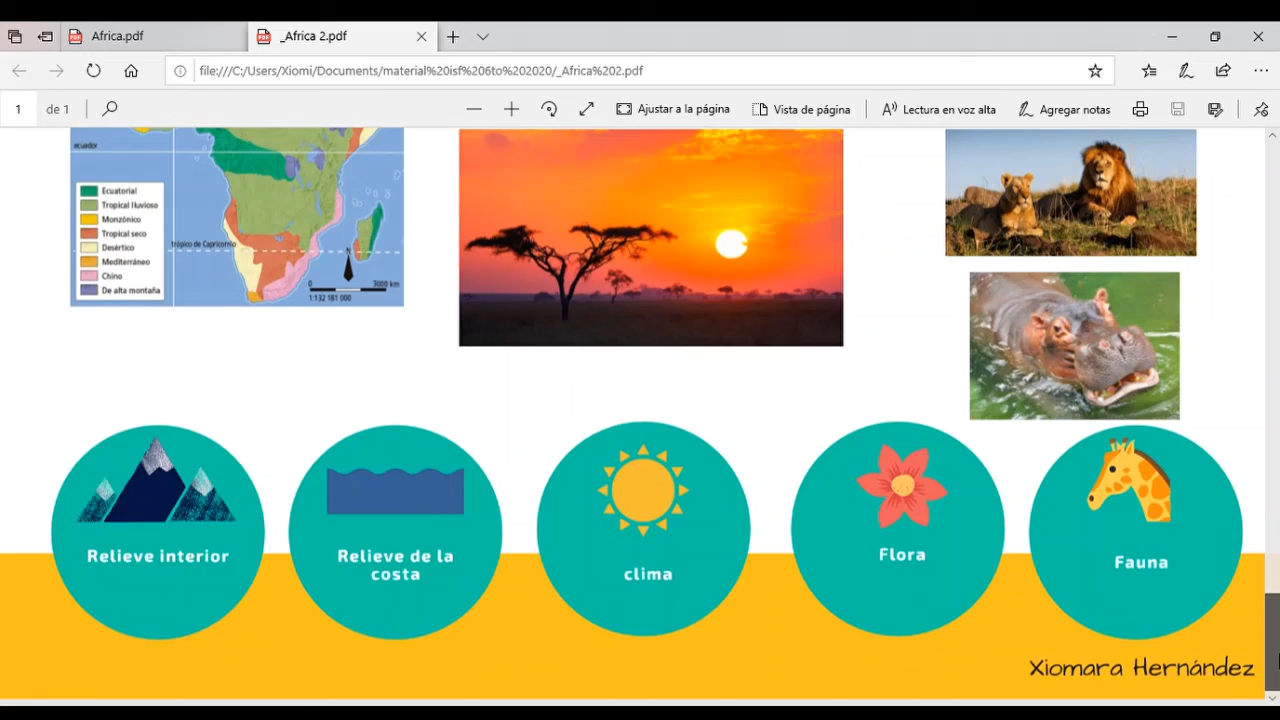 Africa.pdf
_Africa 2.pdf
file:///C:/Users/Xiomi/Documents/material%20isf%206to%202020/_Africa%202.pdf
1 de 1
Ajustar a la página
Vista de página
Lectura en voz alta
Agregar notas
ecuador
Ecuatorial
Tropical lluvioso
Monzónico
Tropical seco
Desértico
Mediterráneo
Chino
De alta montaña
trópico de Capricornio
N
0 3000 km
1:132 181 000
Relieve interior
Relieve de la
costa
clima
Flora
Fauna
Xiomara Hernández